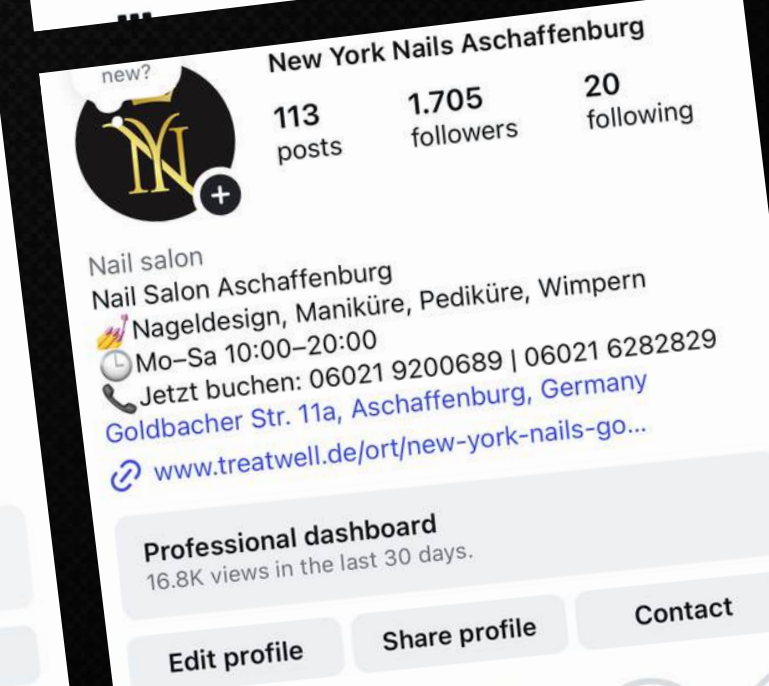 new?
New York Nails Aschaffenburg
113
posts
1.705
followers
20
following
YN
Nail salon
Nail Salon Aschaffenburg
💅Nageldesign, Maniküre, Pediküre, Wimpern
🕒Mo–Sa 10:00–20:00
📞Jetzt buchen: 06021 9200689 | 06021 6282829
Goldbacher Str. 11a, Aschaffenburg, Germany
www.treatwell.de/ort/new-york-nails-go...
Professional dashboard
16.8K views in the last 30 days.
Edit profile
Share profile
Contact